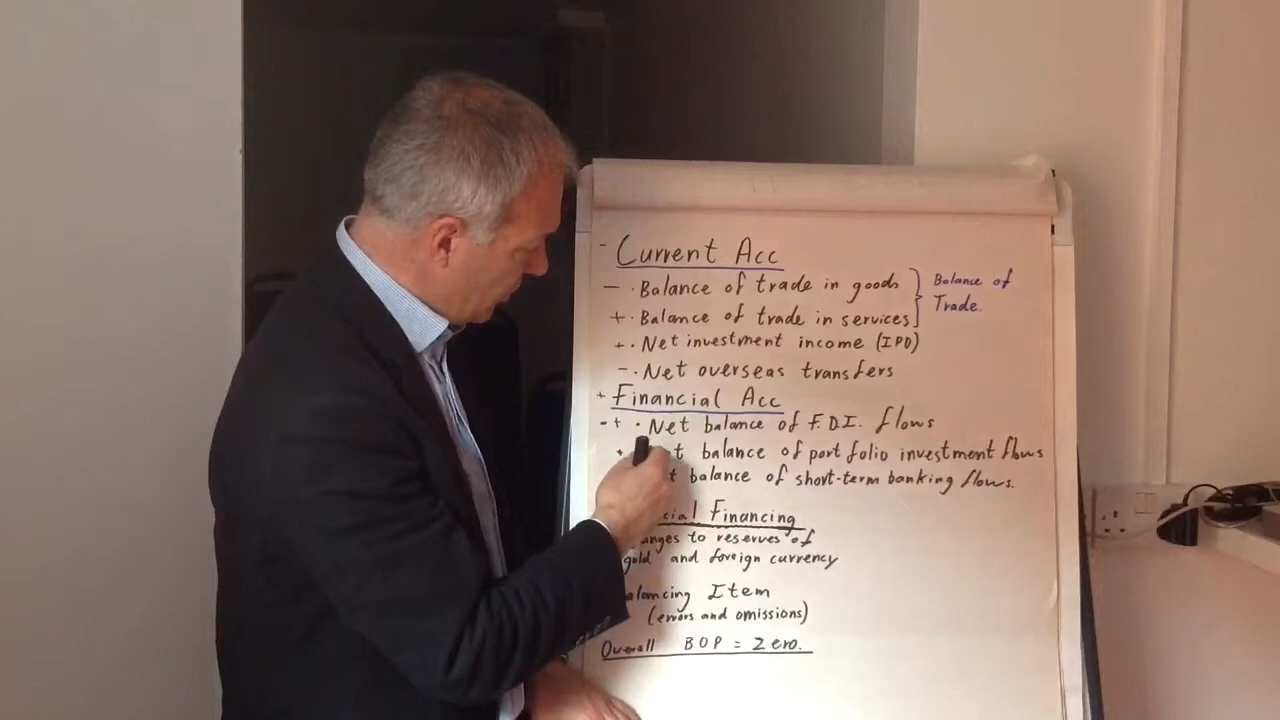 - Current Acc
- · Balance of trade in goods
+ · Balance of trade in services
Balance of
Trade.
+ · Net investment income (IPD)
- · Net overseas transfers
+ Financial Acc
- + · Net balance of F.D.I. flows
balance of portfolio investment flows
balance of short-term banking flows.
Financing
to reserves of
gold and foreign currency
Item
(errors and omissions)
Overall BOP = Zero.